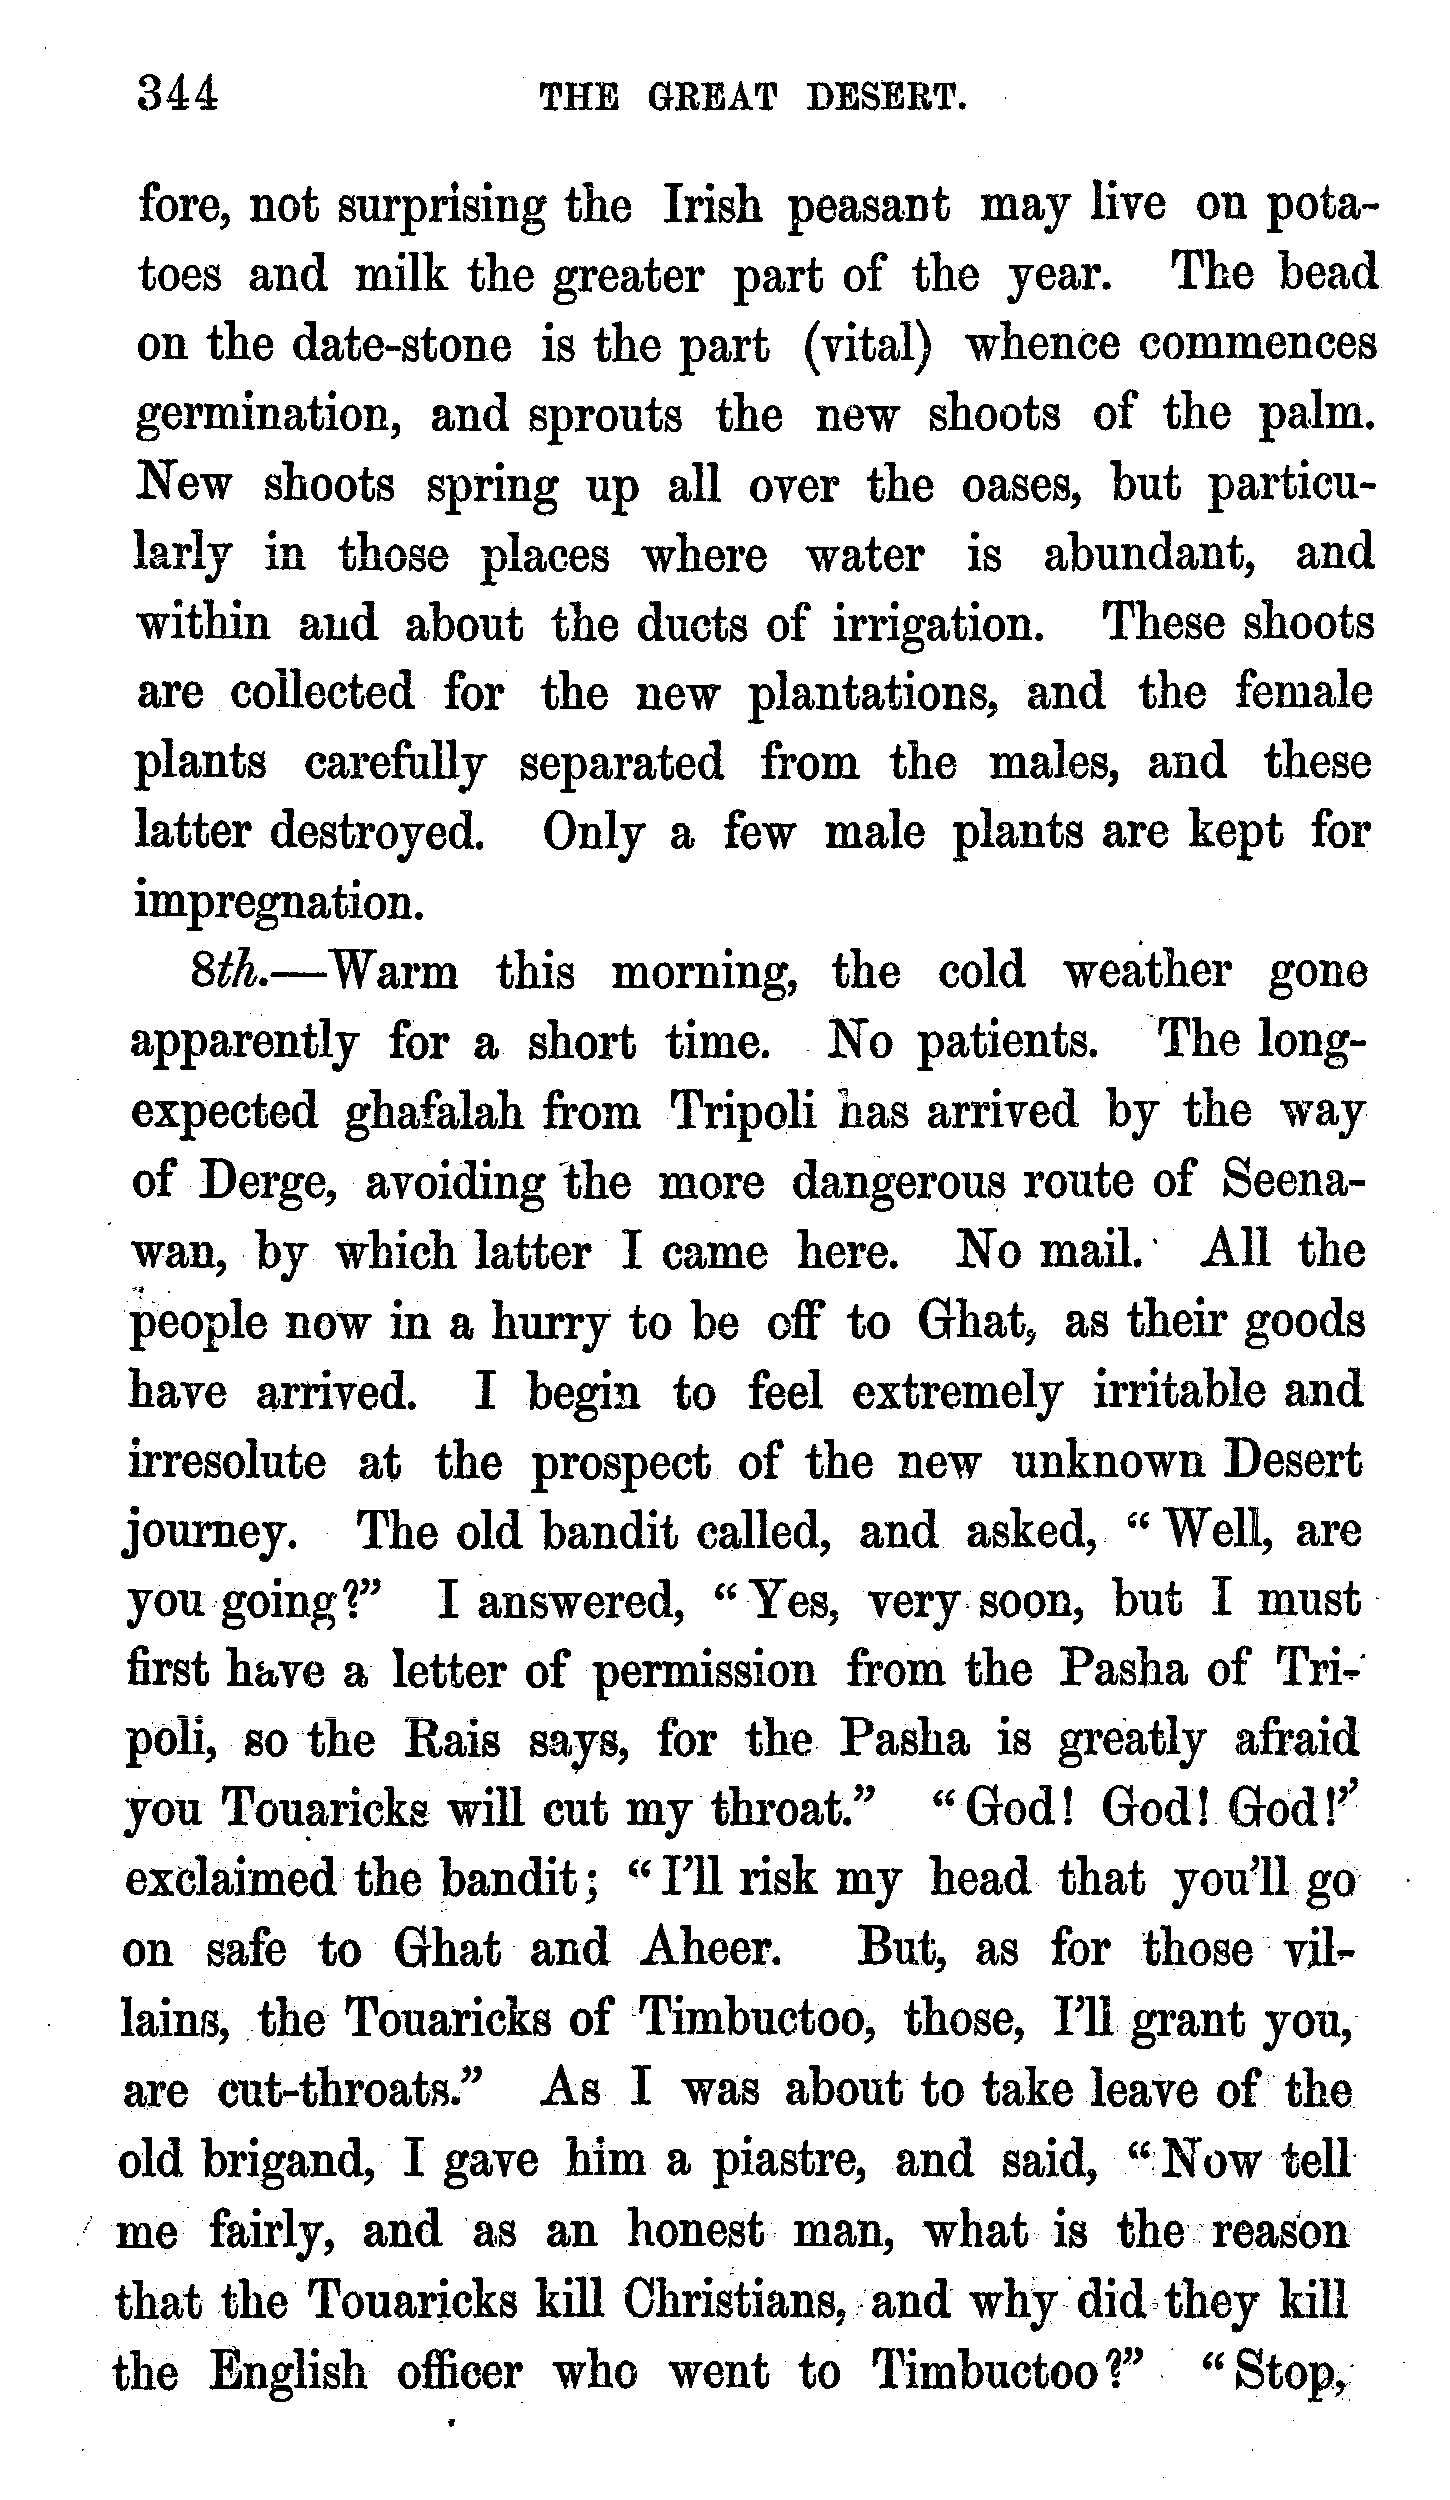 344 THE GREAT DESERT.
fore, not surprising the Irish peasant may live on pota-
toes and milk the greater part of the year. The bead
on the date-stone is the part (vital) whence commences
germination, and sprouts the new shoots of the palm.
New shoots spring up all over the oases, but particu-
larly in those places where water is abundant, and
within and about the ducts of irrigation. These shoots
are collected for the new plantations, and the female
plants carefully separated from the males, and these
latter destroyed. Only a few male plants are kept for
impregnation.
8th.—Warm this morning, the cold weather gone
apparently for a short time. No patients. The long-
expected ghafalah from Tripoli has arrived by the way
of Derge, avoiding the more dangerous route of Seena-
wan, by which latter I came here. No mail. All the
people now in a hurry to be off to Ghat, as their goods
have arrived. I begin to feel extremely irritable and
irresolute at the prospect of the new unknown Desert
journey. The old bandit called, and asked, "Well, are
you going?" I answered, "Yes, very soon, but I must
first have a letter of permission from the Pasha of Tri-
poli, so the Rais says, for the Pasha is greatly afraid
you Touaricks will cut my throat." "God! God! God!"
exclaimed the bandit; "I'll risk my head that you'll go
on safe to Ghat and Aheer. But, as for those vil-
lains, the Touaricks of Timbuctoo, those, I'll grant you,
are cut-throats." As I was about to take leave of the
old brigand, I gave him a piastre, and said, "Now tell
me fairly, and as an honest man, what is the reason
that the Touaricks kill Christians, and why did they kill
the English officer who went to Timbuctoo?" "Stop,